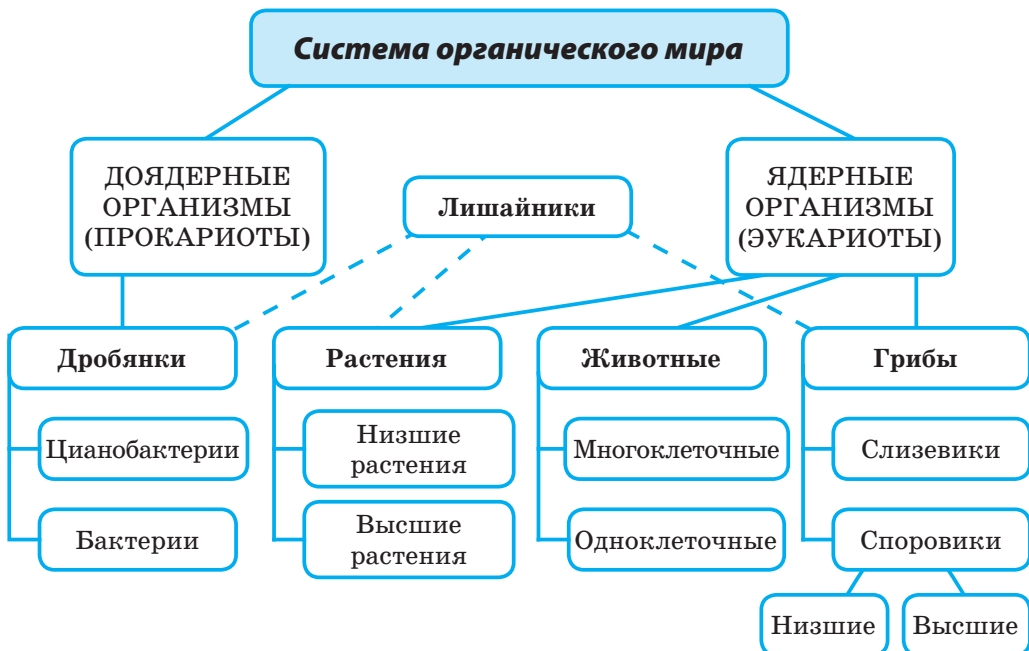 Система органического мира
ДОЯДЕРНЫЕ
ОРГАНИЗМЫ
(ПРОКАРИОТЫ)
Лишайники
ЯДЕРНЫЕ
ОРГАНИЗМЫ
(ЭУКАРИОТЫ)
Дробянки
Растения
Животные
Грибы
Цианобактерии
Низшие
растения
Многоклеточные
Слизевики
Бактерии
Высшие
растения
Одноклеточные
Споровики
Низшие
Высшие